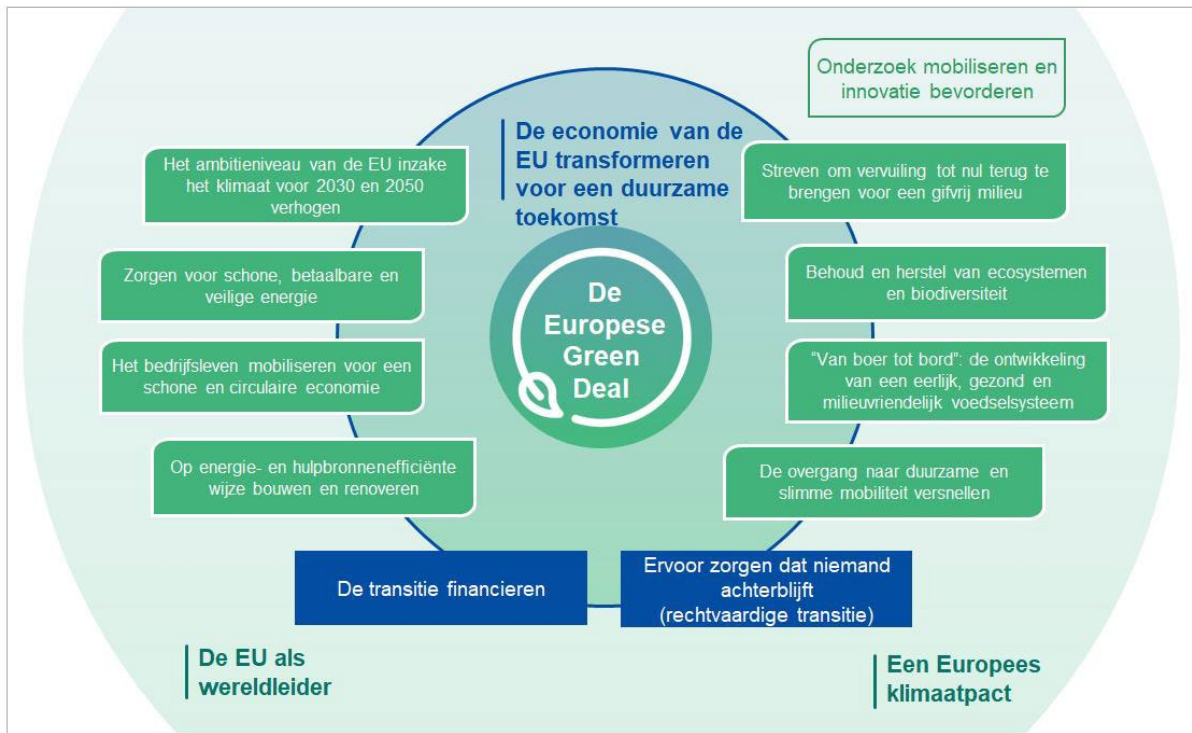 Onderzoek mobiliseren en
innovatie bevorderen
De economie van de
EU transformeren
voor een duurzame
toekomst
Het ambitieniveau van de EU inzake
het klimaat voor 2030 en 2050
verhogen
Zorgen voor schone, betaalbare en
veilige energie
Het bedrijfsleven mobiliseren voor een
schone en circulaire economie
Op energie- en hulpbronnenefficiënte
wijze bouwen en renoveren
De
Europese
Green
Deal
Streven om vervuiling tot nul terug te
brengen voor een gifvrij milieu
Behoud en herstel van ecosystemen
en biodiversiteit
“Van boer tot bord”: de ontwikkeling
van een eerlijk, gezond en
milieuvriendelijk voedselsysteem
De overgang naar duurzame en
slimme mobiliteit versnellen
De transitie financieren
Ervoor zorgen dat niemand
achterblijft
(rechtvaardige transitie)
De EU als
wereldleider
Een Europees
klimaatpact